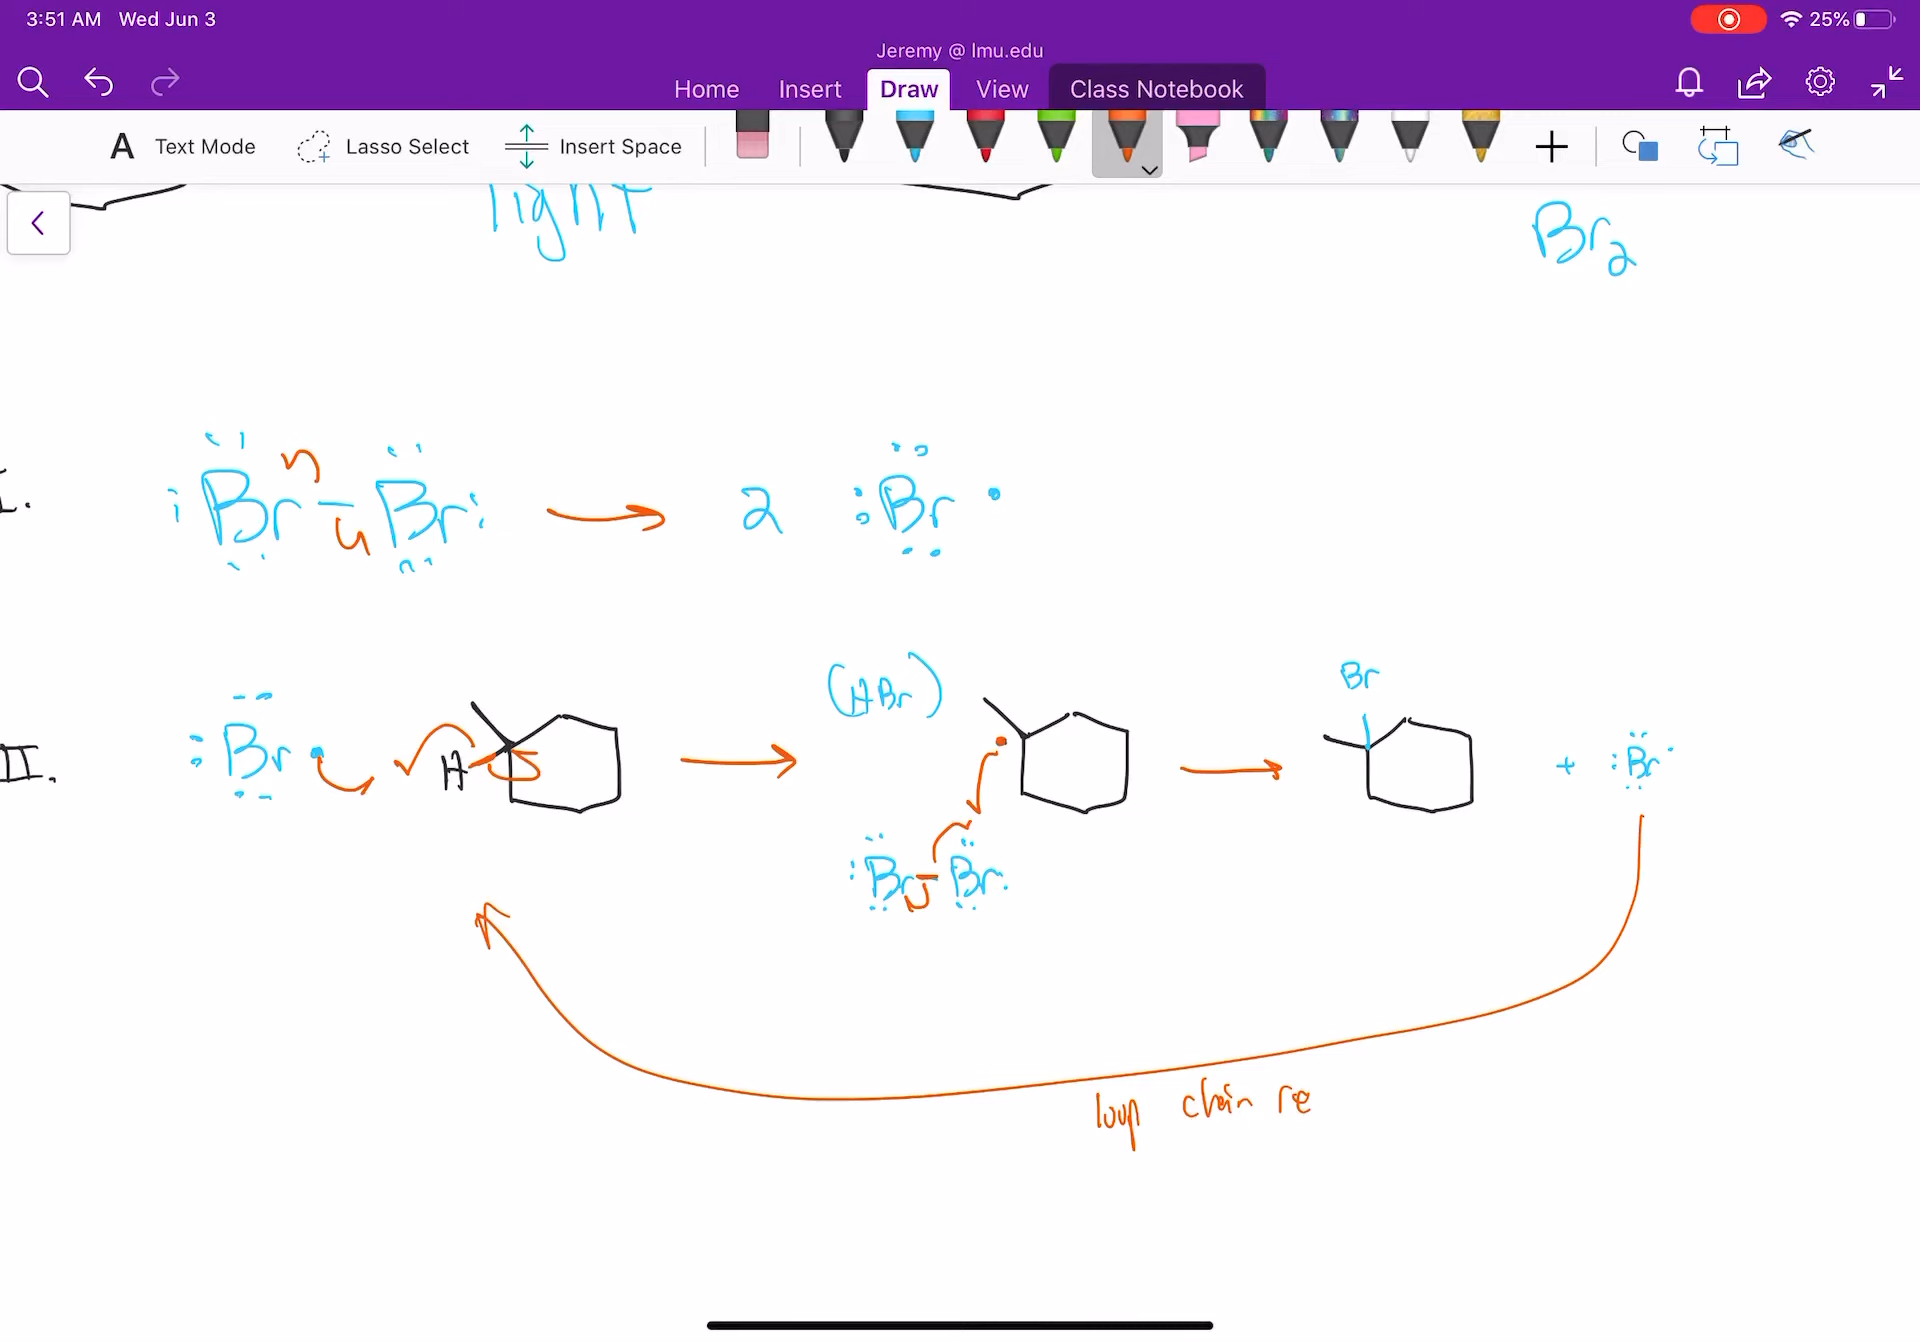 3:51 AM Wed Jun 3
25%
Jeremy @ lmu.edu
Home Insert Draw View Class Notebook
A Text Mode Lasso Select Insert Space
light
Br2
I.
Br – Br 2 Br
II.
Br H
(HBr)
Br – Br
Br
+ Br
loop chain re